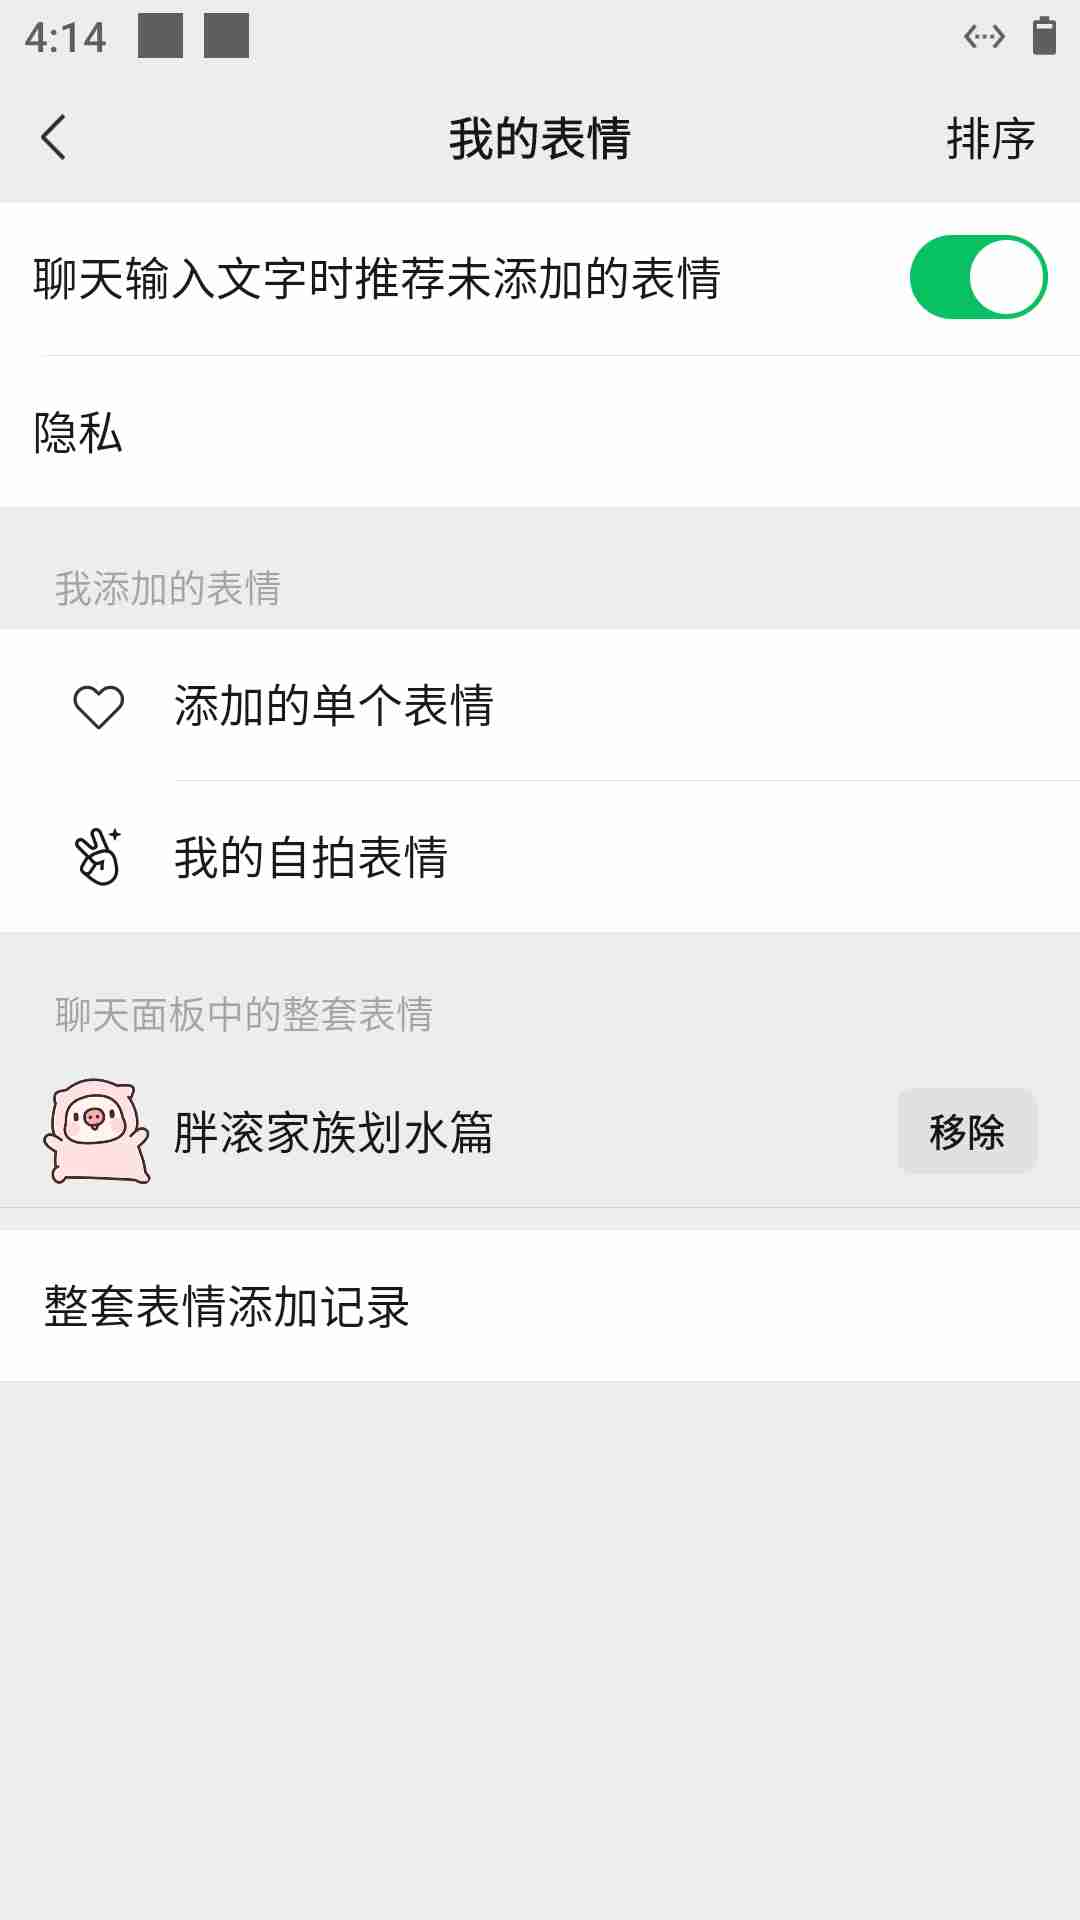 4:14
我的表情
排序
聊天输入文字时推荐未添加的表情
隐私
我添加的表情
添加的单个表情
我的自拍表情
聊天面板中的整套表情
胖滚家族划水篇
移除
整套表情添加记录